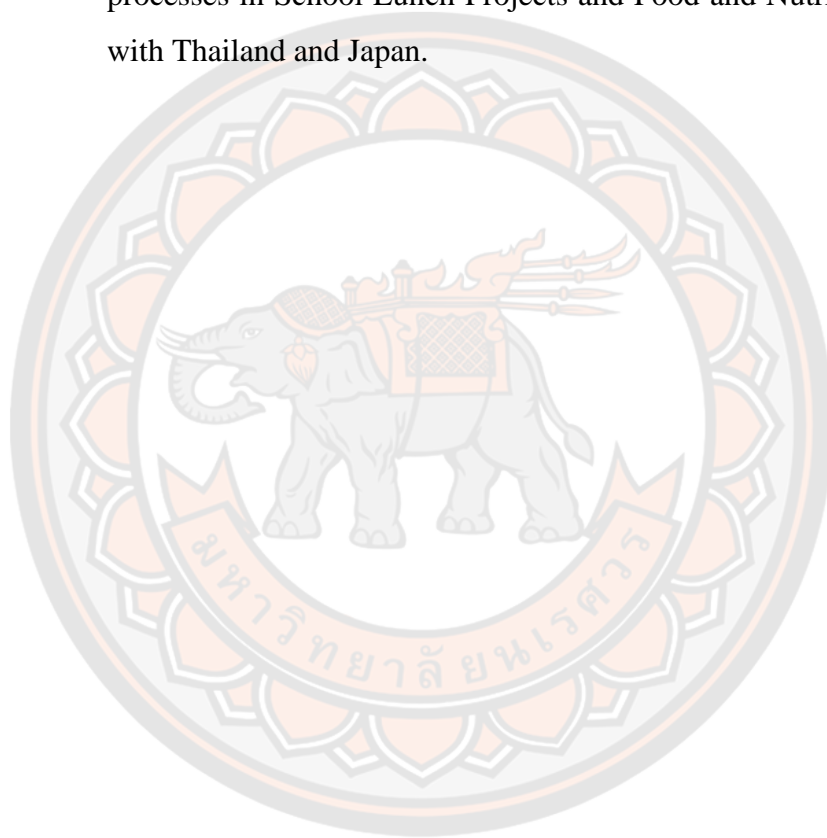 processes in School Lunch Projects and Food and Nutri
with Thailand and Japan.
มหาวิทยาลัยนเรศวร